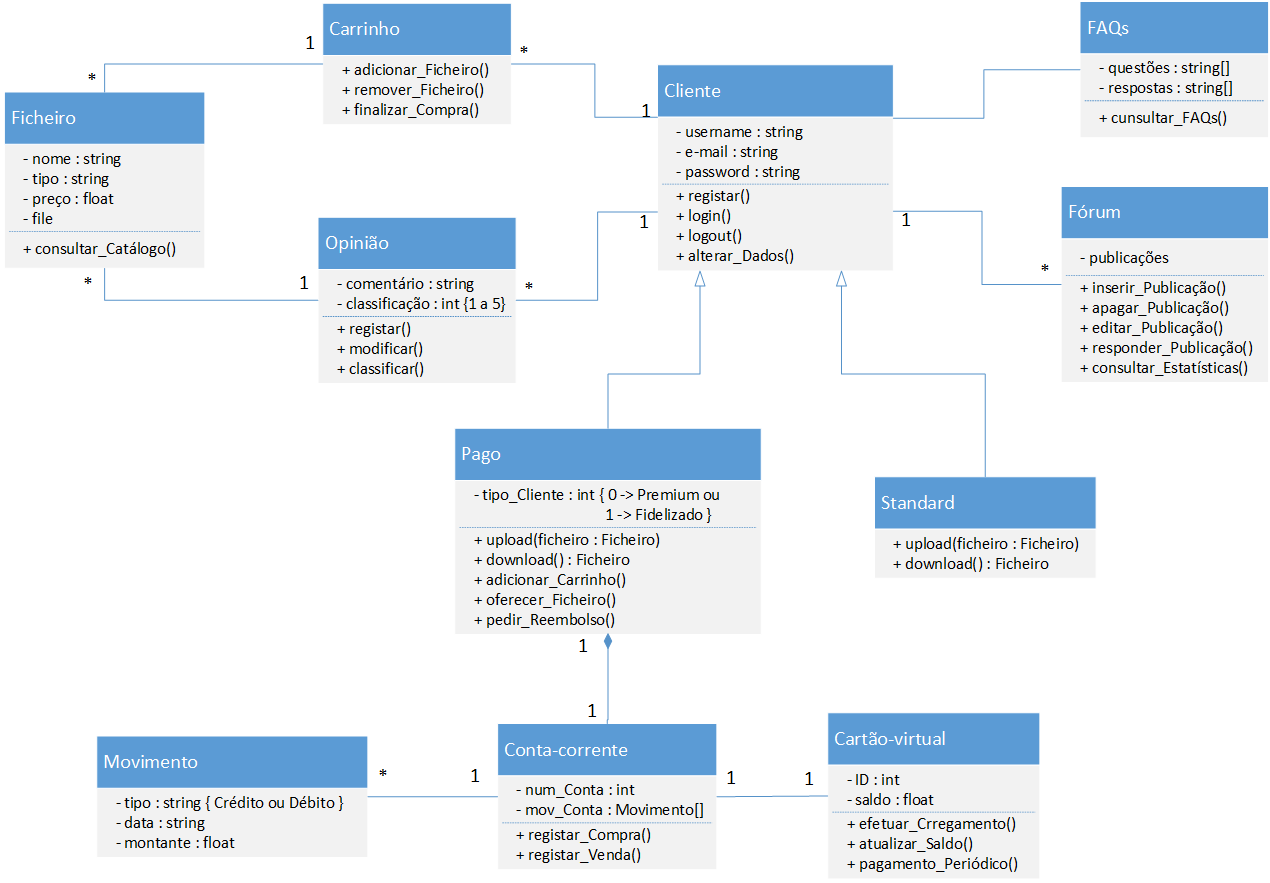 Carrinho
+ adicionar_Ficheiro()
+ remover_Ficheiro()
+ finalizar_Compra()
1
*
*
1
Ficheiro
- nome : string
- tipo : string
- preço : float
- file
+ consultar_Catálogo()
*
1
Opinião
- comentário : string
- classificação : int {1 a 5}
+ registar()
+ modificar()
+ classificar()
*
1
Cliente
- username : string
- e-mail : string
- password : string
+ registar()
+ login()
+ logout()
+ alterar_Dados()
1
*
FAQs
- questões : string[]
- respostas : string[]
+ cunsultar_FAQs()
Fórum
- publicações
+ inserir_Publicação()
+ apagar_Publicação()
+ editar_Publicação()
+ responder_Publicação()
+ consultar_Estatísticas()
Pago
- tipo_Cliente : int { 0 -> Premium ou
1 -> Fidelizado }
+ upload(ficheiro : Ficheiro)
+ download() : Ficheiro
+ adicionar_Carrinho()
+ oferecer_Ficheiro()
+ pedir_Reembolso()
Standard
+ upload(ficheiro : Ficheiro)
+ download() : Ficheiro
1
1
Movimento
- tipo : string { Crédito ou Débito }
- data : string
- montante : float
*
1
Conta-corrente
- num_Conta : int
- mov_Conta : Movimento[]
+ registar_Compra()
+ registar_Venda()
1
1
Cartão-virtual
- ID : int
- saldo : float
+ efetuar_Crregamento()
+ atualizar_Saldo()
+ pagamento_Periódico()